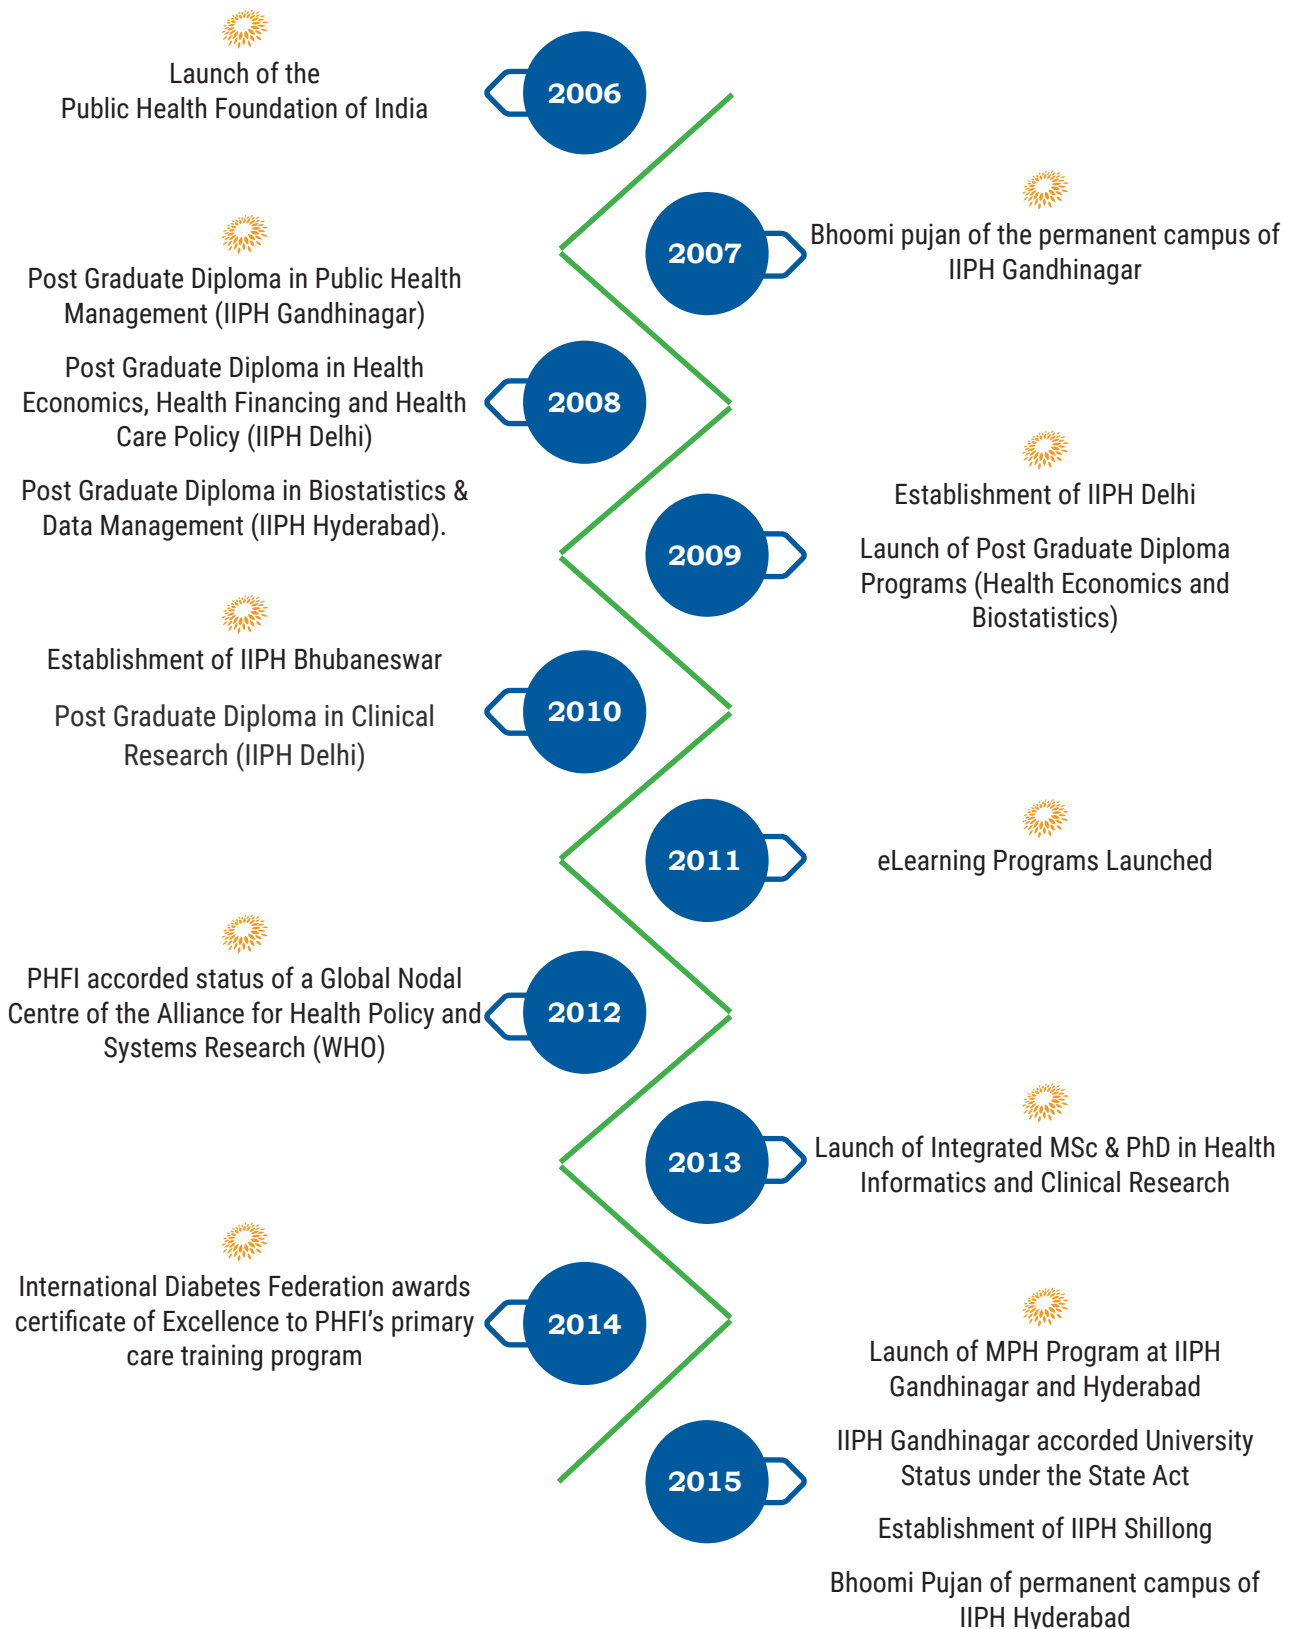 Launch of the
Public Health Foundation of India
2006
2007
Bhoomi pujan of the permanent campus of
IIPH Gandhinagar
Post Graduate Diploma in Public Health
Management (IIPH Gandhinagar)
Post Graduate Diploma in Health
Economics, Health Financing and Health
Care Policy (IIPH Delhi)
Post Graduate Diploma in Biostatistics &
Data Management (IIPH Hyderabad).
2008
2009
Establishment of IIPH Delhi
Launch of Post Graduate Diploma
Programs (Health Economics and
Biostatistics)
Establishment of IIPH Bhubaneswar
Post Graduate Diploma in Clinical
Research (IIPH Delhi)
2010
2011
eLearning Programs Launched
PHFI accorded status of a Global Nodal
Centre of the Alliance for Health Policy and
Systems Research (WHO)
2012
2013
Launch of Integrated MSc & PhD in Health
Informatics and Clinical Research
International Diabetes Federation awards
certificate of Excellence to PHFI’s primary
care training program
2014
2015
Launch of MPH Program at IIPH
Gandhinagar and Hyderabad
IIPH Gandhinagar accorded University
Status under the State Act
Establishment of IIPH Shillong
Bhoomi Pujan of permanent campus of
IIPH Hyderabad